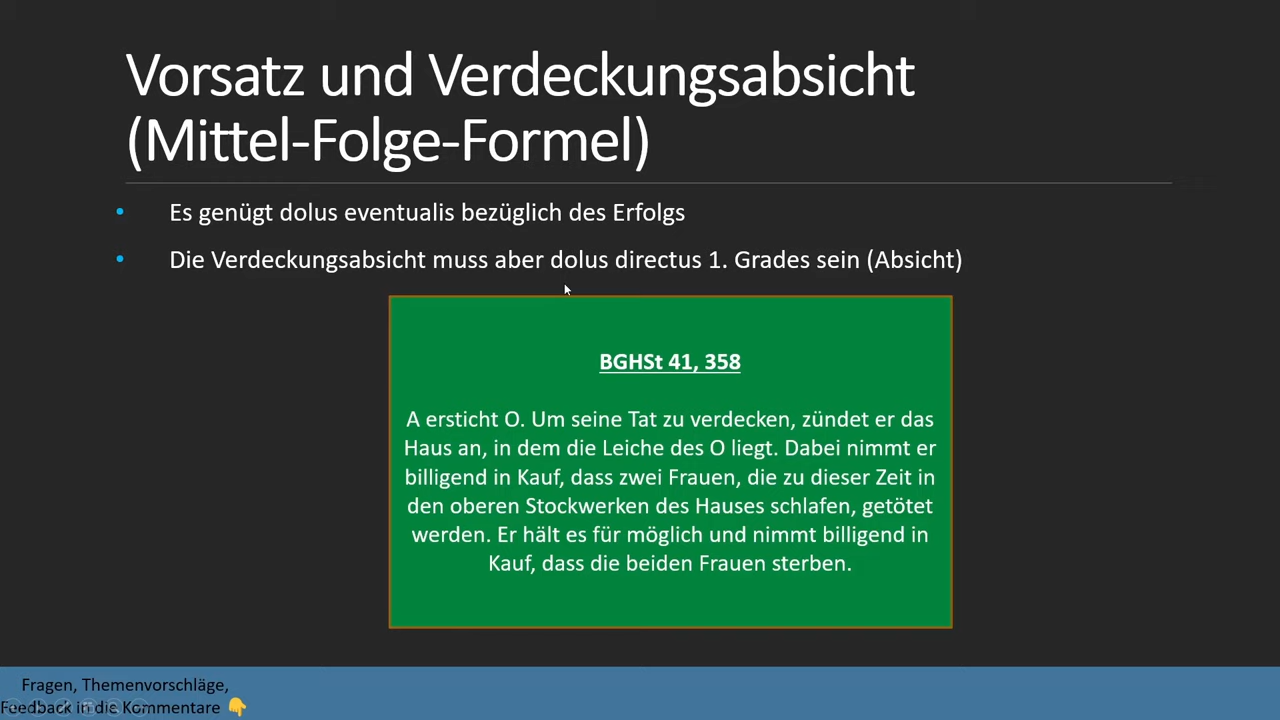 Vorsatz und Verdeckungsabsicht
(Mittel-Folge-Formel)
• Es genügt dolus eventualis bezüglich des Erfolgs
• Die Verdeckungsabsicht muss aber dolus directus 1. Grades sein (Absicht)
BGHSt 41, 358
A ersticht O. Um seine Tat zu verdecken, zündet er das
Haus an, in dem die Leiche des O liegt. Dabei nimmt er
billigend in Kauf, dass zwei Frauen, die zu dieser Zeit in
den oberen Stockwerken des Hauses schlafen, getötet
werden. Er hält es für möglich und nimmt billigend in
Kauf, dass die beiden Frauen sterben.
Fragen, Themenvorschläge,
Feedback in die Kommentare 👇